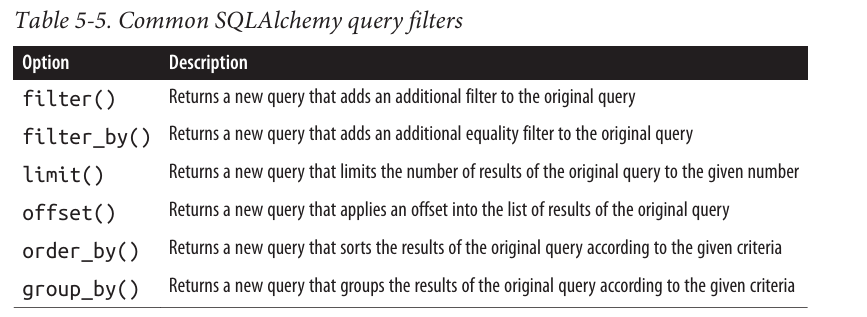 Table 5-5. Common SQLAlchemy query filters
Option Description
filter() Returns a new query that adds an additional filter to the original query
filter_by() Returns a new query that adds an additional equality filter to the original query
limit() Returns a new query that limits the number of results of the original query to the given number
offset() Returns a new query that applies an offset into the list of results of the original query
order_by() Returns a new query that sorts the results of the original query according to the given criteria
group_by() Returns a new query that groups the results of the original query according to the given criteria